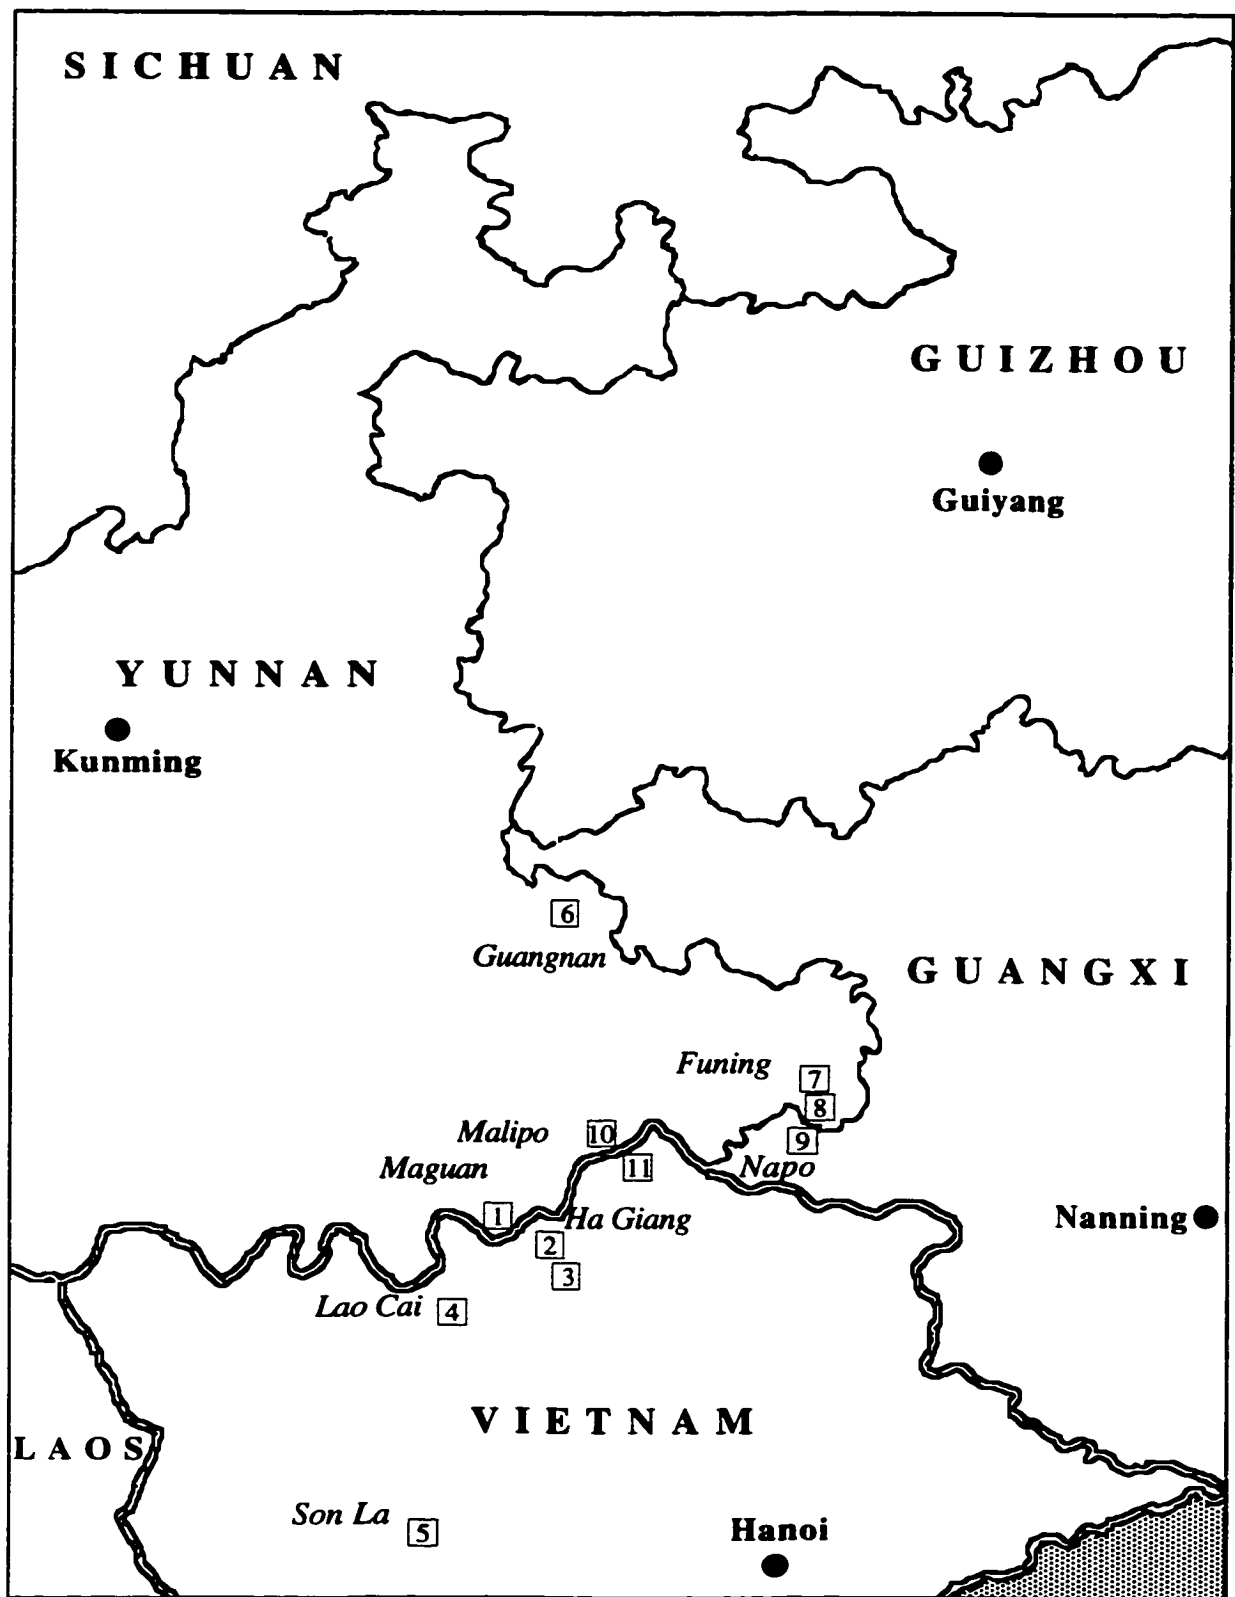 SICHUAN
GUIZHOU
Guiyang
YUNNAN
Kunming
6
Guangnan
GUANGXI
Funing
7
8
Malipo
10
9
Maguan
11
Napo
1
Ha Giang
Nanning
2
3
Lao Cai
4
VIETNAM
LAOS
Son La
5
Hanoi